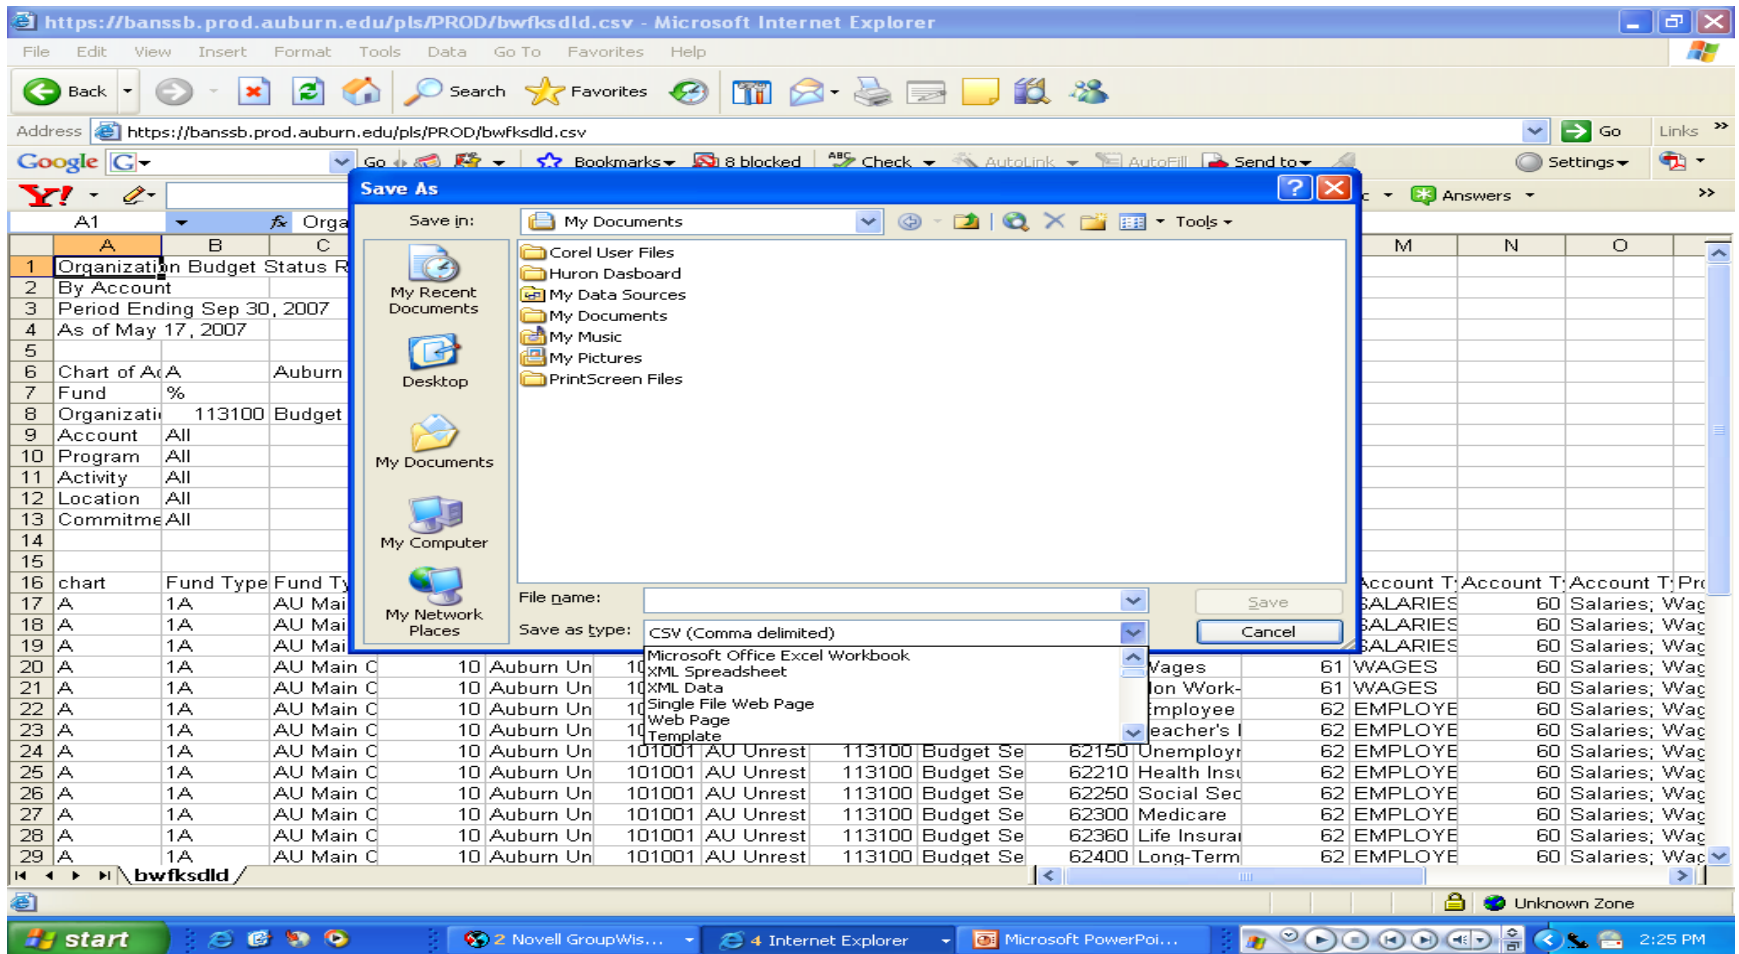 https://banssb.prod.auburn.edu/pls/PROD/bwfksdld.csv - Microsoft Internet Explorer
File Edit View Insert Format Tools Data Go To Favorites Help
Back Search Favorites
Address https://banssb.prod.auburn.edu/pls/PROD/bwfksdld.csv Go Links »
Google G Go Bookmarks 8 blocked ABC Check AutoLink AutoFill Send to Settings
Y! Answers »
Save As
A1 fx Orga
Save in: My Documents Tools
A B C M N O
Corel User Files
Huron Dasboard
My Data Sources
My Documents
My Music
My Pictures
PrintScreen Files
My Recent Documents
Desktop
My Documents
My Computer
My Network Places
File name: Save
Save as type: CSV (Comma delimited) Cancel
Microsoft Office Excel Workbook
XML Spreadsheet
XML Data
Single File Web Page
Web Page
Template
1 Organization Budget Status R
2 By Account
3 Period Ending Sep 30, 2007
4 As of May 17, 2007
5
6 Chart of Ac A Auburn
7 Fund %
8 Organizati 113100 Budget
9 Account All
10 Program All
11 Activity All
12 Location All
13 Commitme All
14
15
16 chart Fund Type Fund Ty Account T Account T Account T Pro
17 A 1A AU Mai SALARIES 60 Salaries; Wag
18 A 1A AU Mai SALARIES 60 Salaries; Wag
19 A 1A AU Mai SALARIES 60 Salaries; Wag
20 A 1A AU Main C 10 Auburn Un 10 Wages 61 WAGES 60 Salaries; Wag
21 A 1A AU Main C 10 Auburn Un 10 Non Work- 61 WAGES 60 Salaries; Wag
22 A 1A AU Main C 10 Auburn Un 10 Employee 62 EMPLOYE 60 Salaries; Wag
23 A 1A AU Main C 10 Auburn Un 10 eacher's 62 EMPLOYE 60 Salaries; Wag
24 A 1A AU Main C 10 Auburn Un 101001 AU Unrest 113100 Budget Se 62150 Unemployr 62 EMPLOYE 60 Salaries; Wag
25 A 1A AU Main C 10 Auburn Un 101001 AU Unrest 113100 Budget Se 62210 Health Insu 62 EMPLOYE 60 Salaries; Wag
26 A 1A AU Main C 10 Auburn Un 101001 AU Unrest 113100 Budget Se 62250 Social Sec 62 EMPLOYE 60 Salaries; Wag
27 A 1A AU Main C 10 Auburn Un 101001 AU Unrest 113100 Budget Se 62300 Medicare 62 EMPLOYE 60 Salaries; Wag
28 A 1A AU Main C 10 Auburn Un 101001 AU Unrest 113100 Budget Se 62360 Life Insurai 62 EMPLOYE 60 Salaries; Wag
29 A 1A AU Main C 10 Auburn Un 101001 AU Unrest 113100 Budget Se 62400 Long-Term 62 EMPLOYE 60 Salaries; Wag
bwfksdld
Unknown Zone
start 2 Novell GroupWis... 4 Internet Explorer Microsoft PowerPoi... 2:25 PM